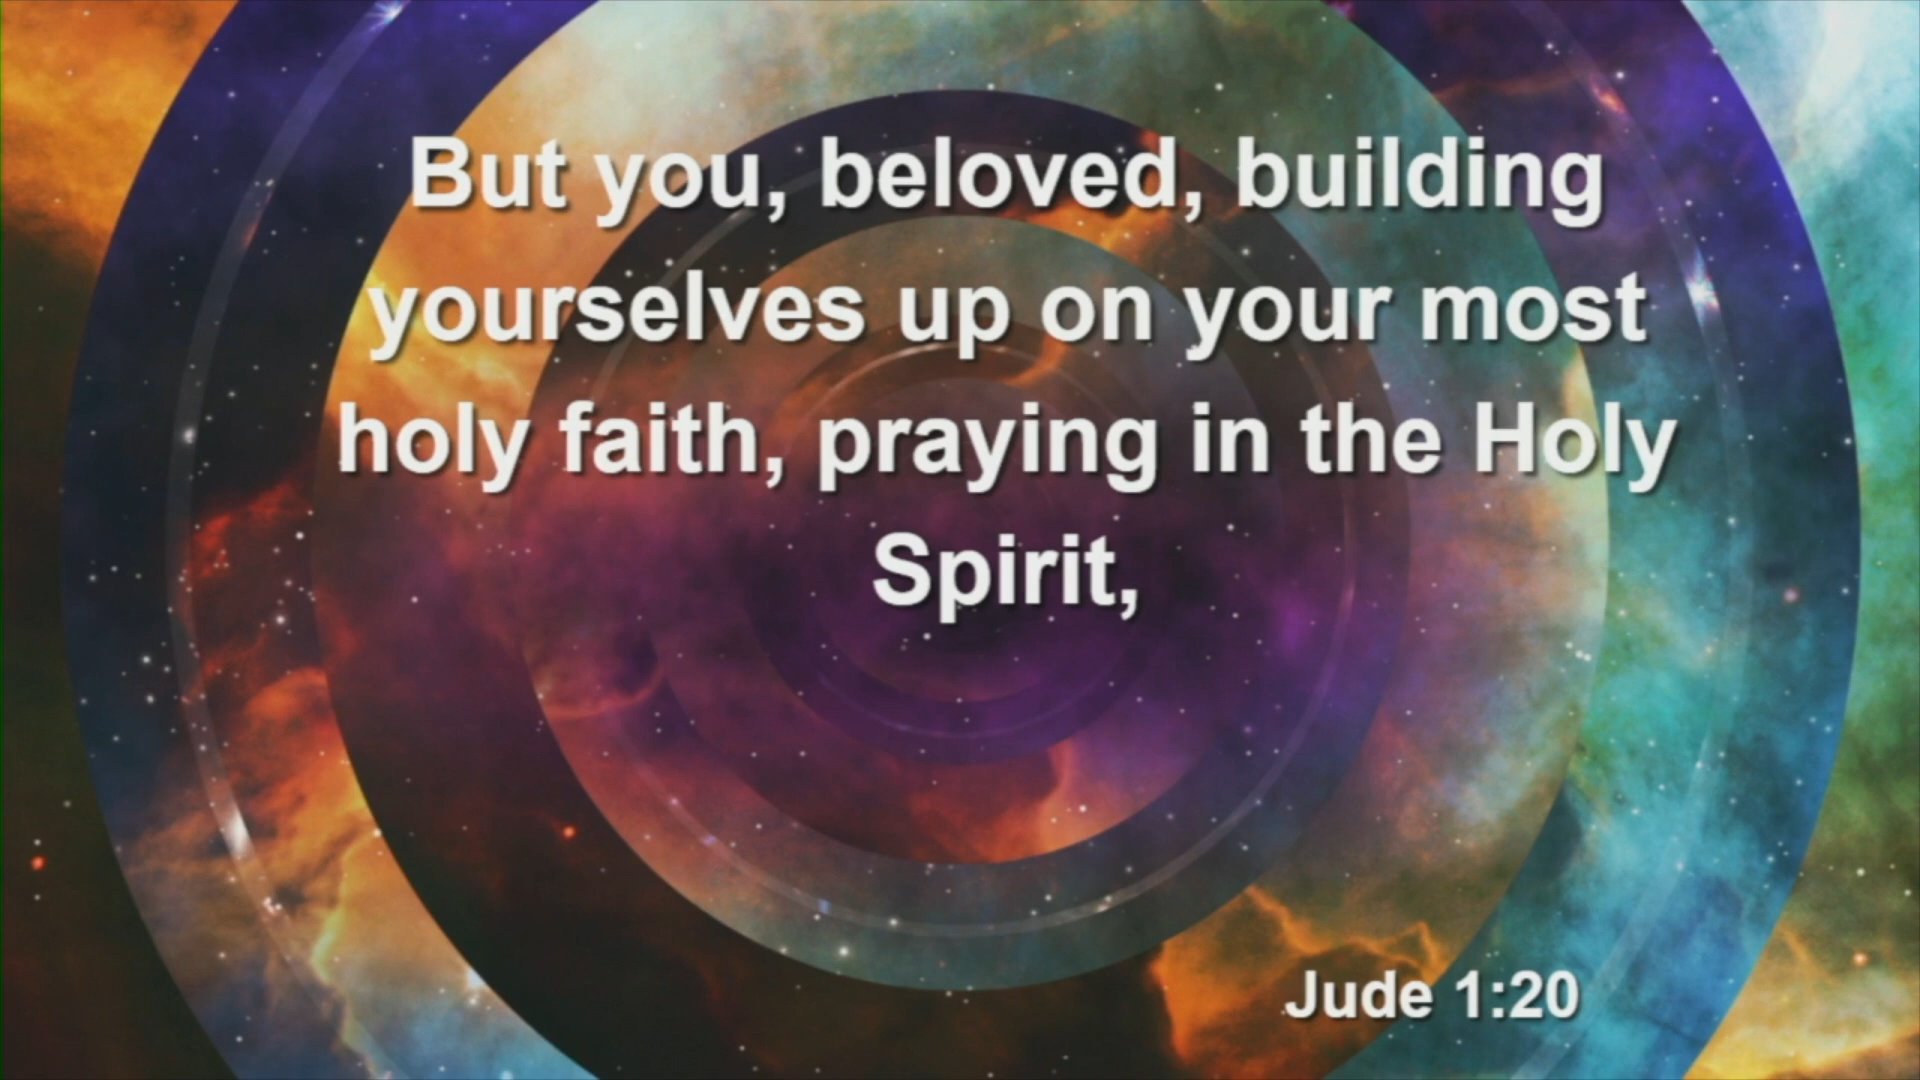 But you, beloved, building
yourselves up on your most
holy faith, praying in the Holy
Spirit,
Jude 1:20